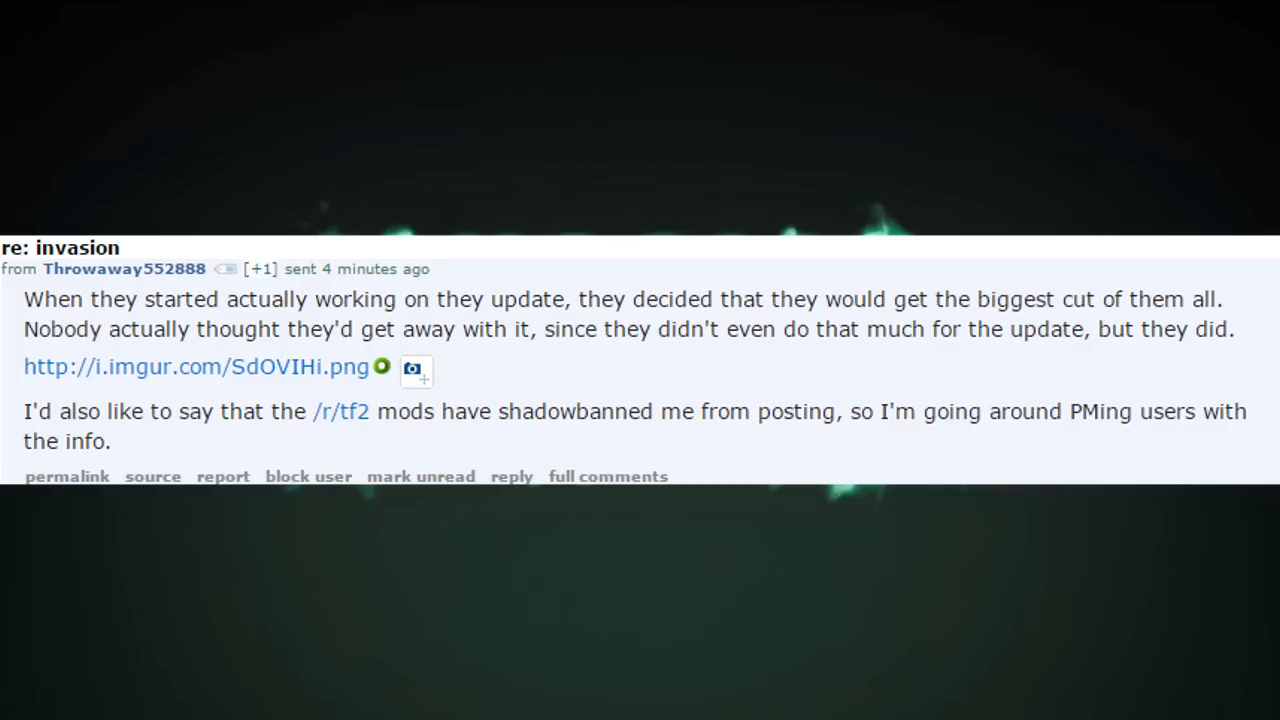 re: invasion
from Throwaway552888 [+1] sent 4 minutes ago
When they started actually working on they update, they decided that they would get the biggest cut of them all.
Nobody actually thought they'd get away with it, since they didn't even do that much for the update, but they did.
http://i.imgur.com/SdOVIHi.png
I'd also like to say that the /r/tf2 mods have shadowbanned me from posting, so I'm going around PMing users with
the info.
permalink source report block user mark unread reply full comments